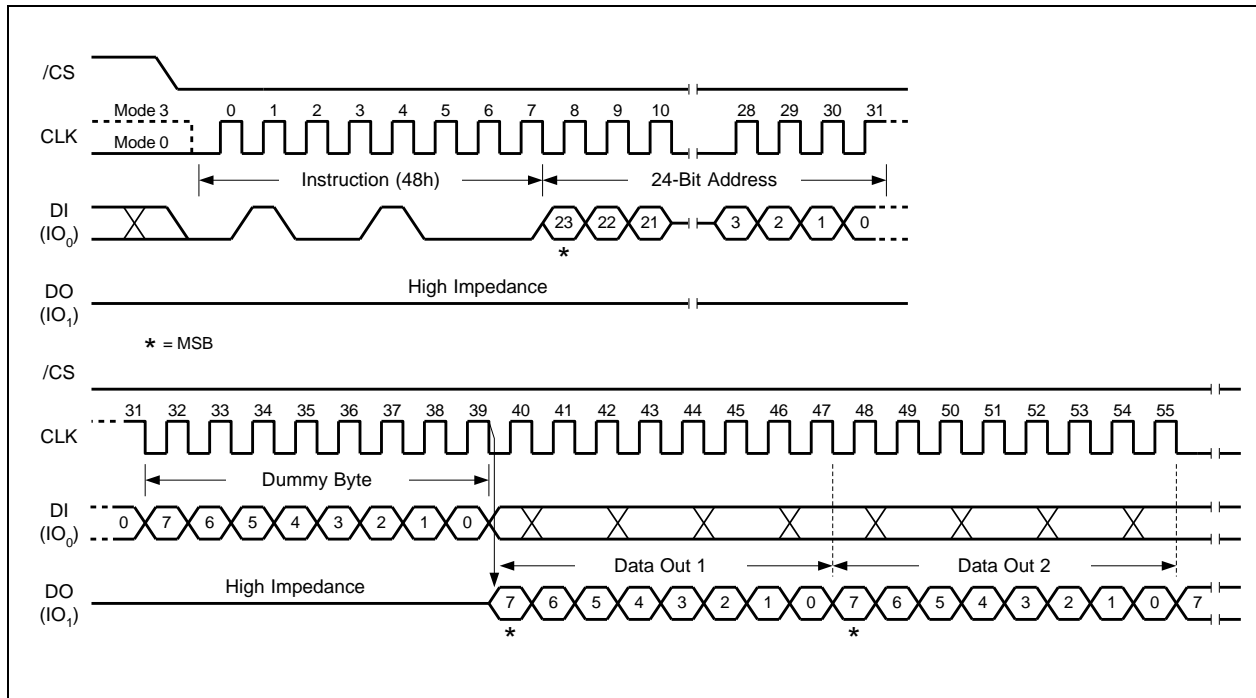 /CS
Mode 3 0 1 2 3 4 5 6 7 8 9 10 28 29 30 31
CLK Mode 0
Instruction (48h) 24-Bit Address
DI
(IO0) 23 22 21 3 2 1 0
*
DO High Impedance
(IO1)
* = MSB
/CS
31 32 33 34 35 36 37 38 39 40 41 42 43 44 45 46 47 48 49 50 51 52 53 54 55
CLK
Dummy Byte
DI
(IO0) 0 7 6 5 4 3 2 1 0
Data Out 1 Data Out 2
DO High Impedance
(IO1) 7 6 5 4 3 2 1 0 7 6 5 4 3 2 1 0 7
* *